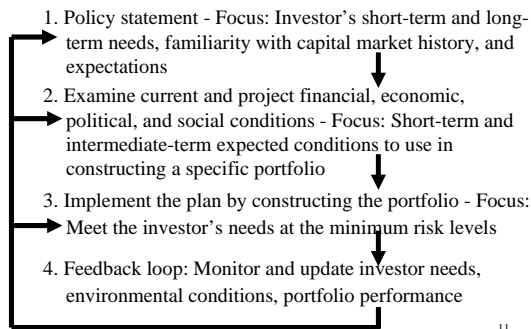 1. Policy statement - Focus: Investor’s short-term and long-
term needs, familiarity with capital market history, and
expectations
2. Examine current and project financial, economic,
political, and social conditions - Focus: Short-term and
intermediate-term expected conditions to use in
constructing a specific portfolio
3. Implement the plan by constructing the portfolio - Focus:
Meet the investor’s needs at the minimum risk levels
4. Feedback loop: Monitor and update investor needs,
environmental conditions, portfolio performance
11